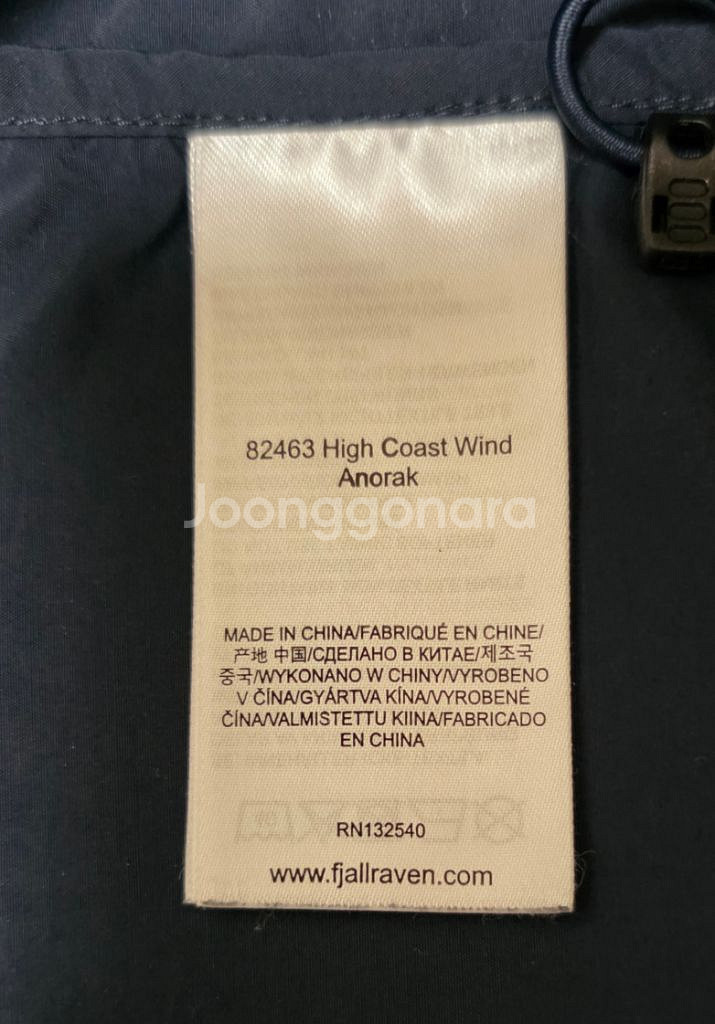 82463 High Coast Wind
Anorak
Joonggonara
MADE IN CHINA/FABRIQUÉ EN CHINE/
产地 中国/СДЕЛАНО В КИТАЕ/제조국
중국/WYKONANO W CHINY/VYROBENO
V ČÍNA/GYÁRTVA KÍNA/VYROBENÉ
ČÍNA/VALMISTETTU KIINA/FABRICADO
EN CHINA
RN132540
www.fjallraven.com